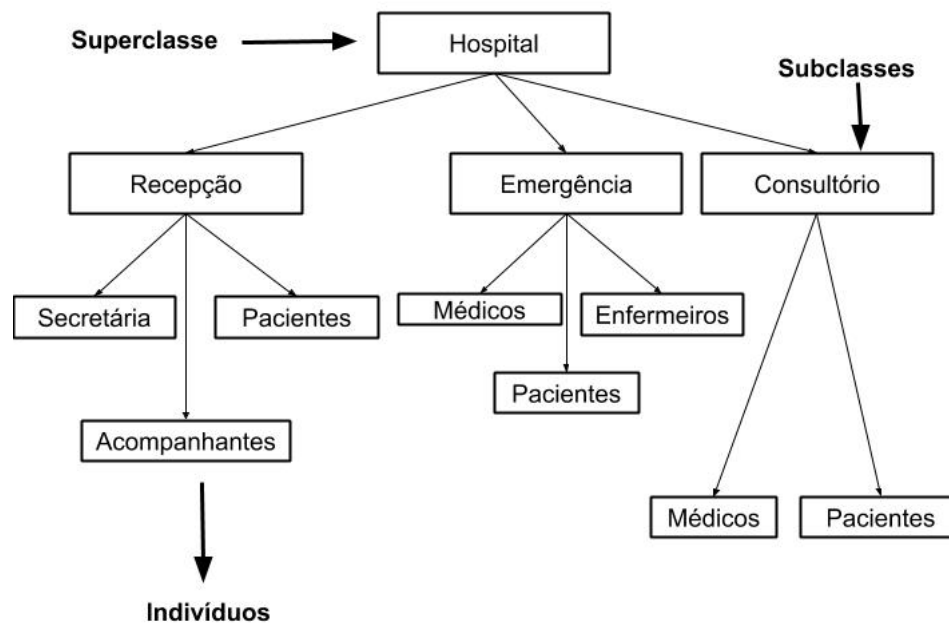 Superclasse
Hospital
Subclasses
Recepção
Emergência
Consultório
Secretária
Pacientes
Médicos
Enfermeiros
Pacientes
Acompanhantes
Médicos
Pacientes
Indivíduos